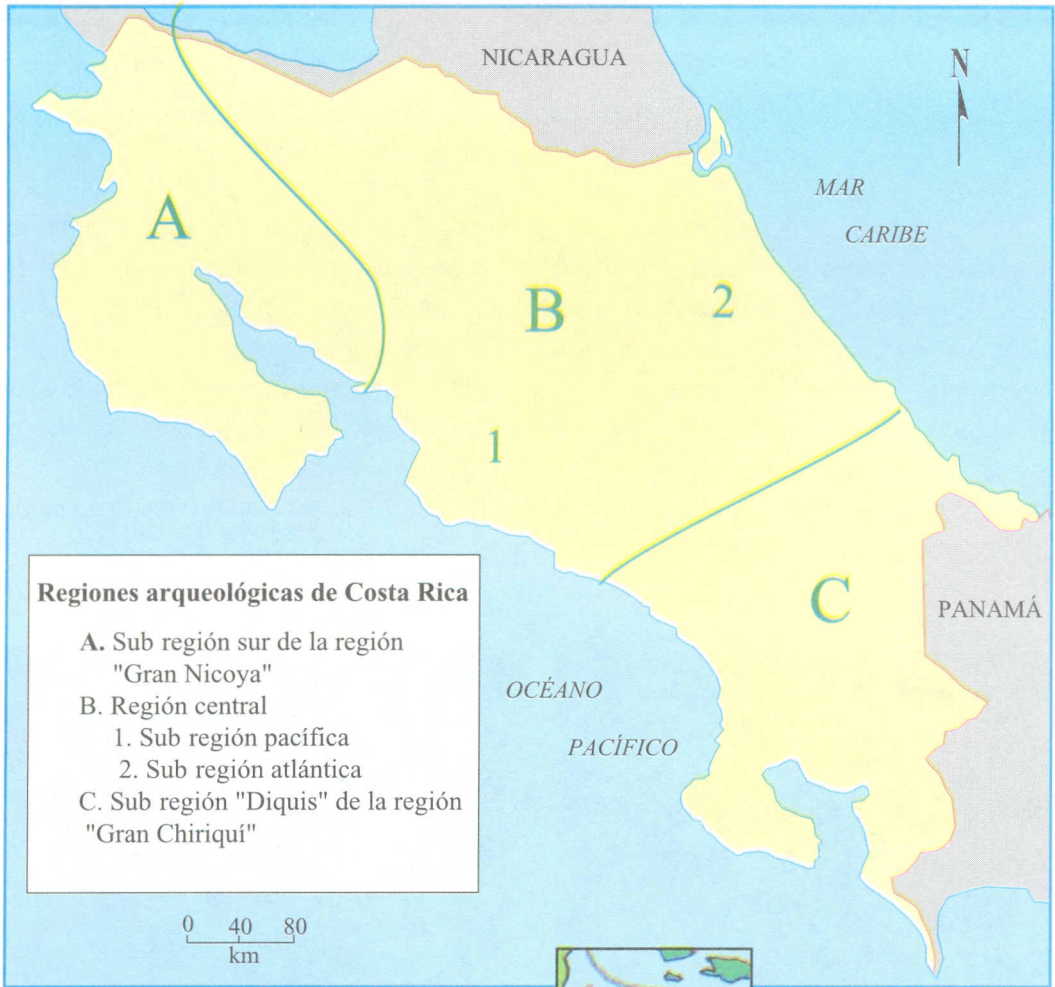 NICARAGUA
N
MAR
CARIBE
A
B
2
1
C
PANAMÁ
OCÉANO
PACÍFICO
Regiones arqueológicas de Costa Rica
A. Sub región sur de la región
"Gran Nicoya"
B. Región central
1. Sub región pacífica
2. Sub región atlántica
C. Sub región "Diquis" de la región
"Gran Chiriquí"
0 40 80
km